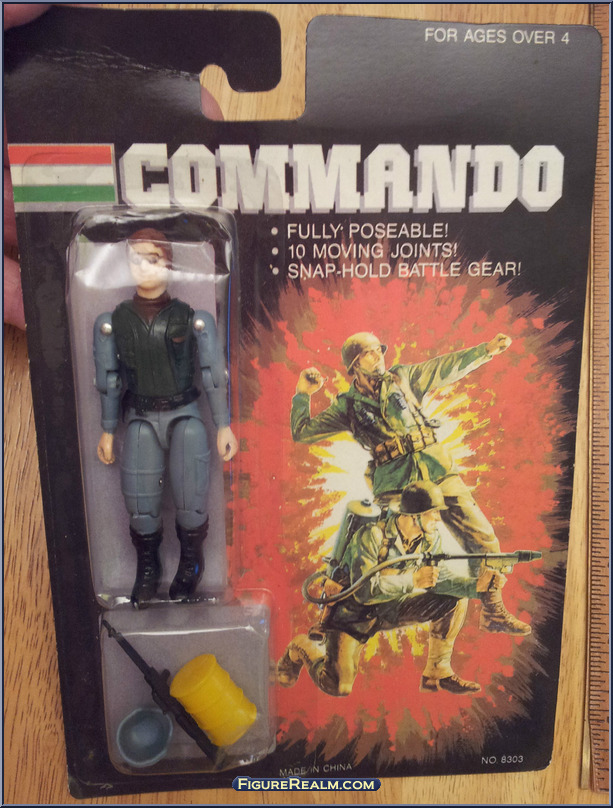 FOR AGES OVER 4
COMMANDO
• FULLY POSEABLE!
• 10 MOVING JOINTS!
• SNAP-HOLD BATTLE GEAR!
MADE IN CHINA
NO. 8303
FIGUREREALM.COM